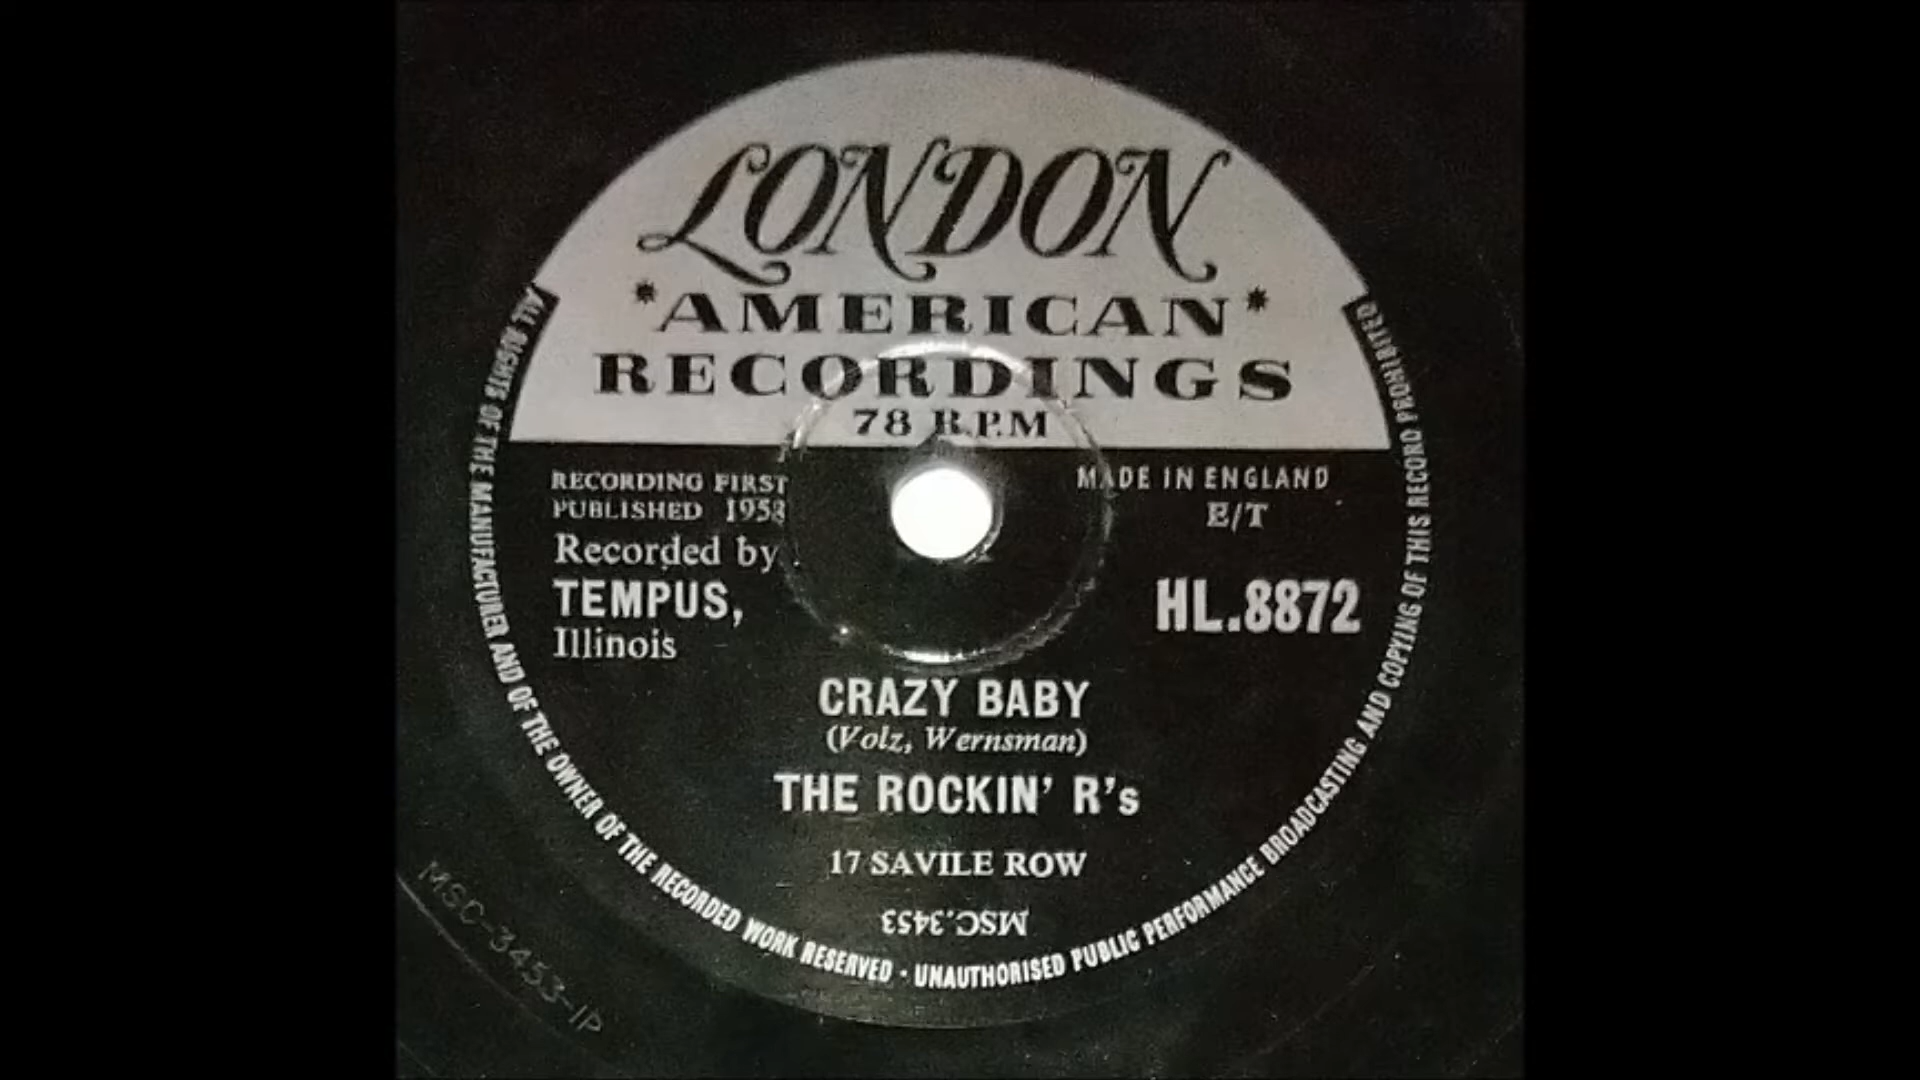 LONDON
*AMERICAN*
RECORDINGS
78 R.P.M
RECORDING FIRST
PUBLISHED 1958
MADE IN ENGLAND
E/T
Recorded by
TEMPUS,
Illinois
HL.8872
CRAZY BABY
(Volz, Wernsman)
THE ROCKIN' R's
17 SAVILE ROW
MSC.3453
ALL RIGHTS OF THE MANUFACTURER AND OF THE OWNER OF THE RECORDED WORK RESERVED · UNAUTHORISED PUBLIC PERFORMANCE BROADCASTING AND COPYING OF THIS RECORD PROHIBITED
MSC-3453-1P